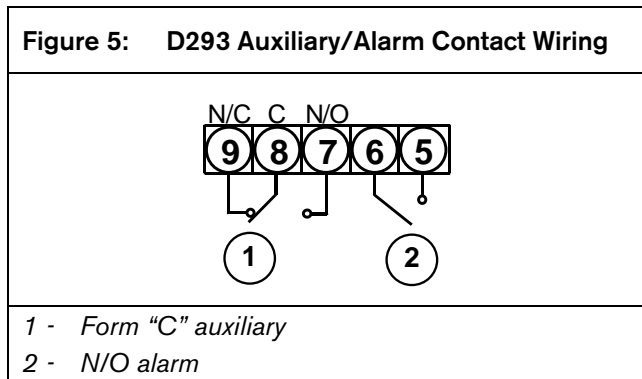 Figure 5: D293 Auxiliary/Alarm Contact Wiring
N/C C N/O
9 8 7 6 5
1 2
1 - Form “C” auxiliary
2 - N/O alarm